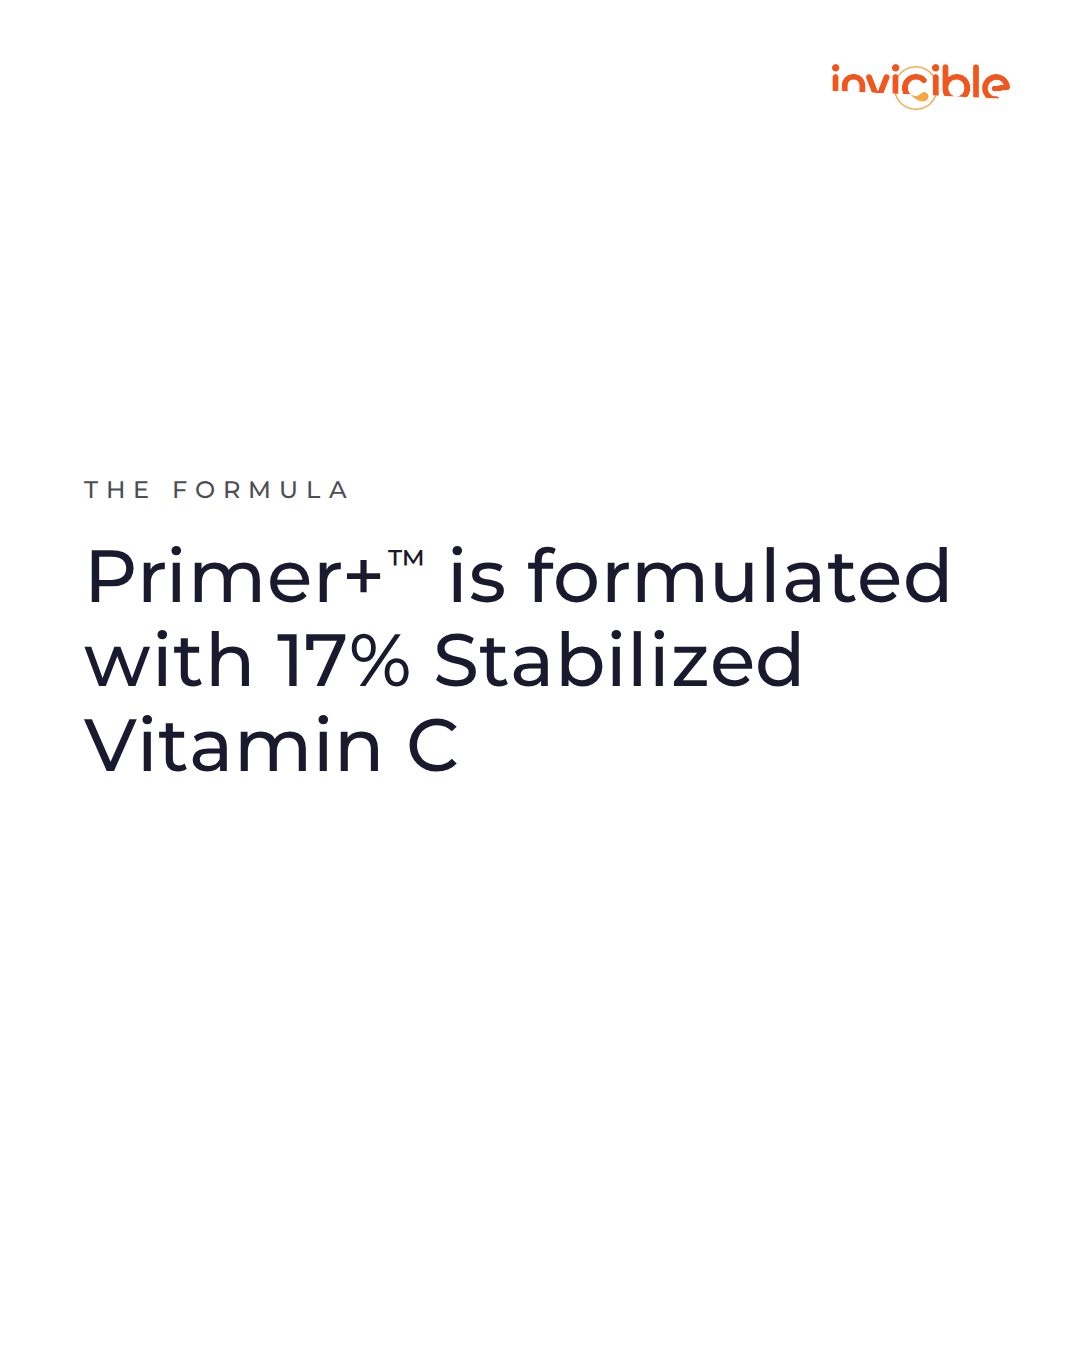 invicible
THE FORMULA
Primer+™ is formulated
with 17% Stabilized
Vitamin C